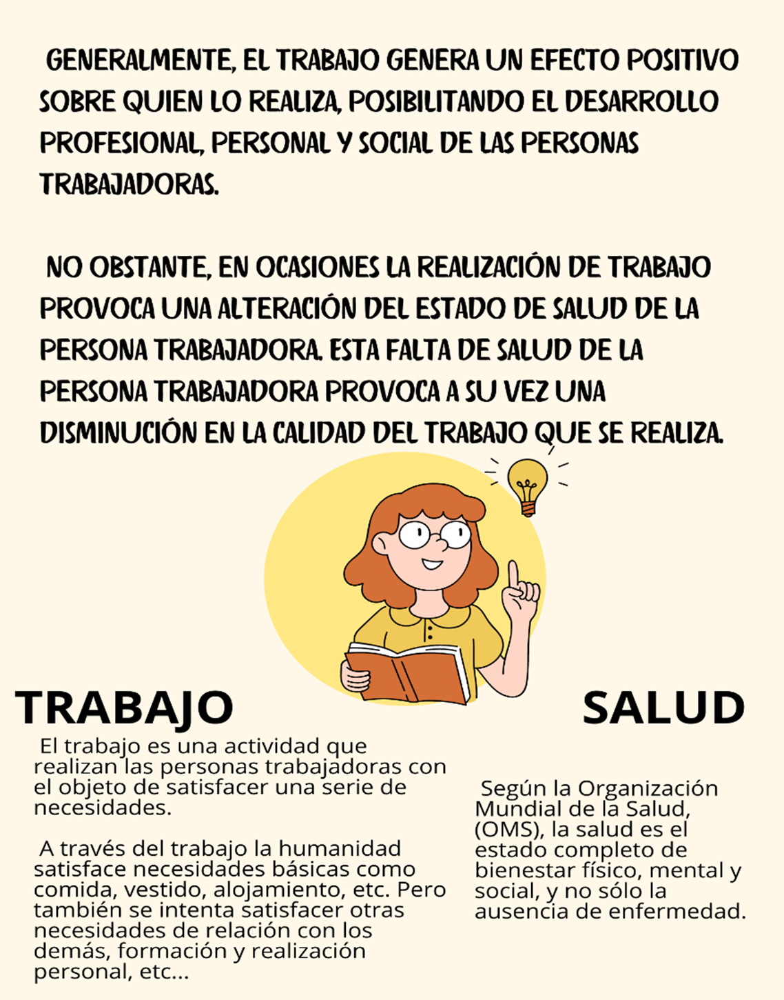 GENERALMENTE, EL TRABAJO GENERA UN EFECTO POSITIVO
SOBRE QUIEN LO REALIZA, POSIBILITANDO EL DESARROLLO
PROFESIONAL, PERSONAL Y SOCIAL DE LAS PERSONAS
TRABAJADORAS.
NO OBSTANTE, EN OCASIONES LA REALIZACIÓN DE TRABAJO
PROVOCA UNA ALTERACIÓN DEL ESTADO DE SALUD DE LA
PERSONA TRABAJADORA. ESTA FALTA DE SALUD DE LA
PERSONA TRABAJADORA PROVOCA A SU VEZ UNA
DISMINUCIÓN EN LA CALIDAD DEL TRABAJO QUE SE REALIZA.
TRABAJO
El trabajo es una actividad que
realizan las personas trabajadoras con
el objeto de satisfacer una serie de
necesidades.
A través del trabajo la humanidad
satisface necesidades básicas como
comida, vestido, alojamiento, etc. Pero
también se intenta satisfacer otras
necesidades de relación con los
demás, formación y realización
personal, etc...
SALUD
Según la Organización
Mundial de la Salud,
(OMS), la salud es el
estado completo de
bienestar físico, mental y
social, y no sólo la
ausencia de enfermedad.